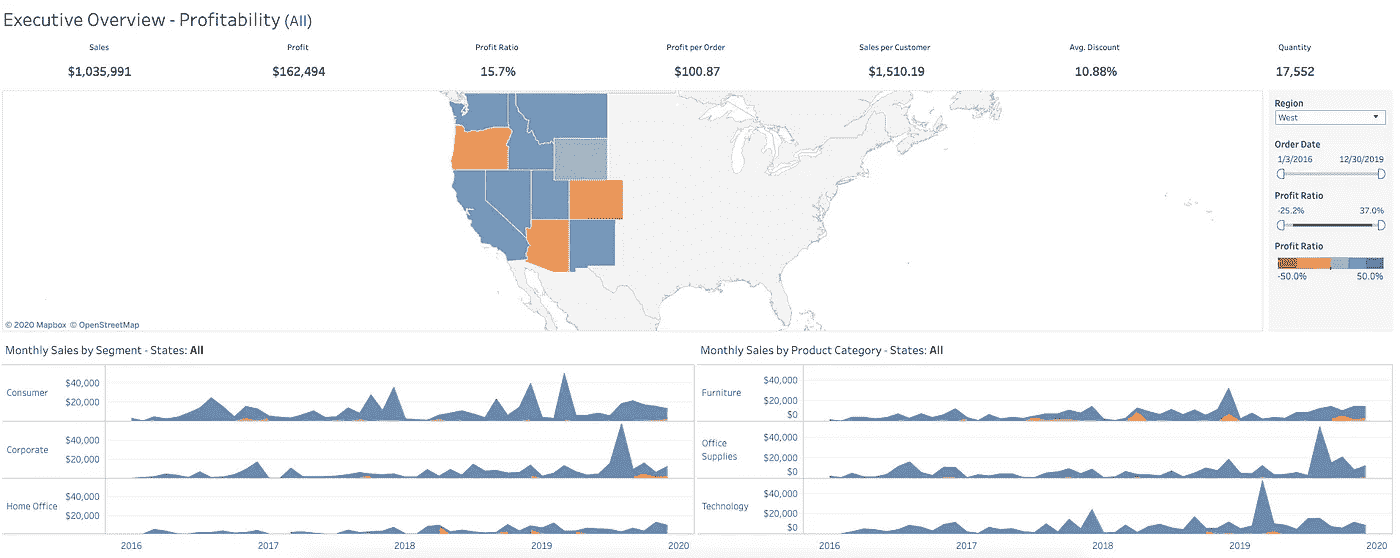 Executive Overview - Profitability (All)
Sales Profit Profit Ratio Profit per Order Sales per Customer Avg. Discount Quantity
$1,035,991 $162,494 15.7% $100.87 $1,510.19 10.88% 17,552
Region
West
Order Date
1/3/2016 12/30/2019
Profit Ratio
-25.2% 37.0%
Profit Ratio
-50.0% 50.0%
© 2020 Mapbox © OpenStreetMap
Monthly Sales by Segment - States: All
Consumer
$40,000
$20,000
Corporate
$40,000
$20,000
Home Office
$40,000
$20,000
2016 2017 2018 2019 2020
Monthly Sales by Product Category - States: All
Furniture
$40,000
$20,000
$0
Office
Supplies
$40,000
$20,000
$0
Technology
$40,000
$20,000
$0
2016 2017 2018 2019 2020